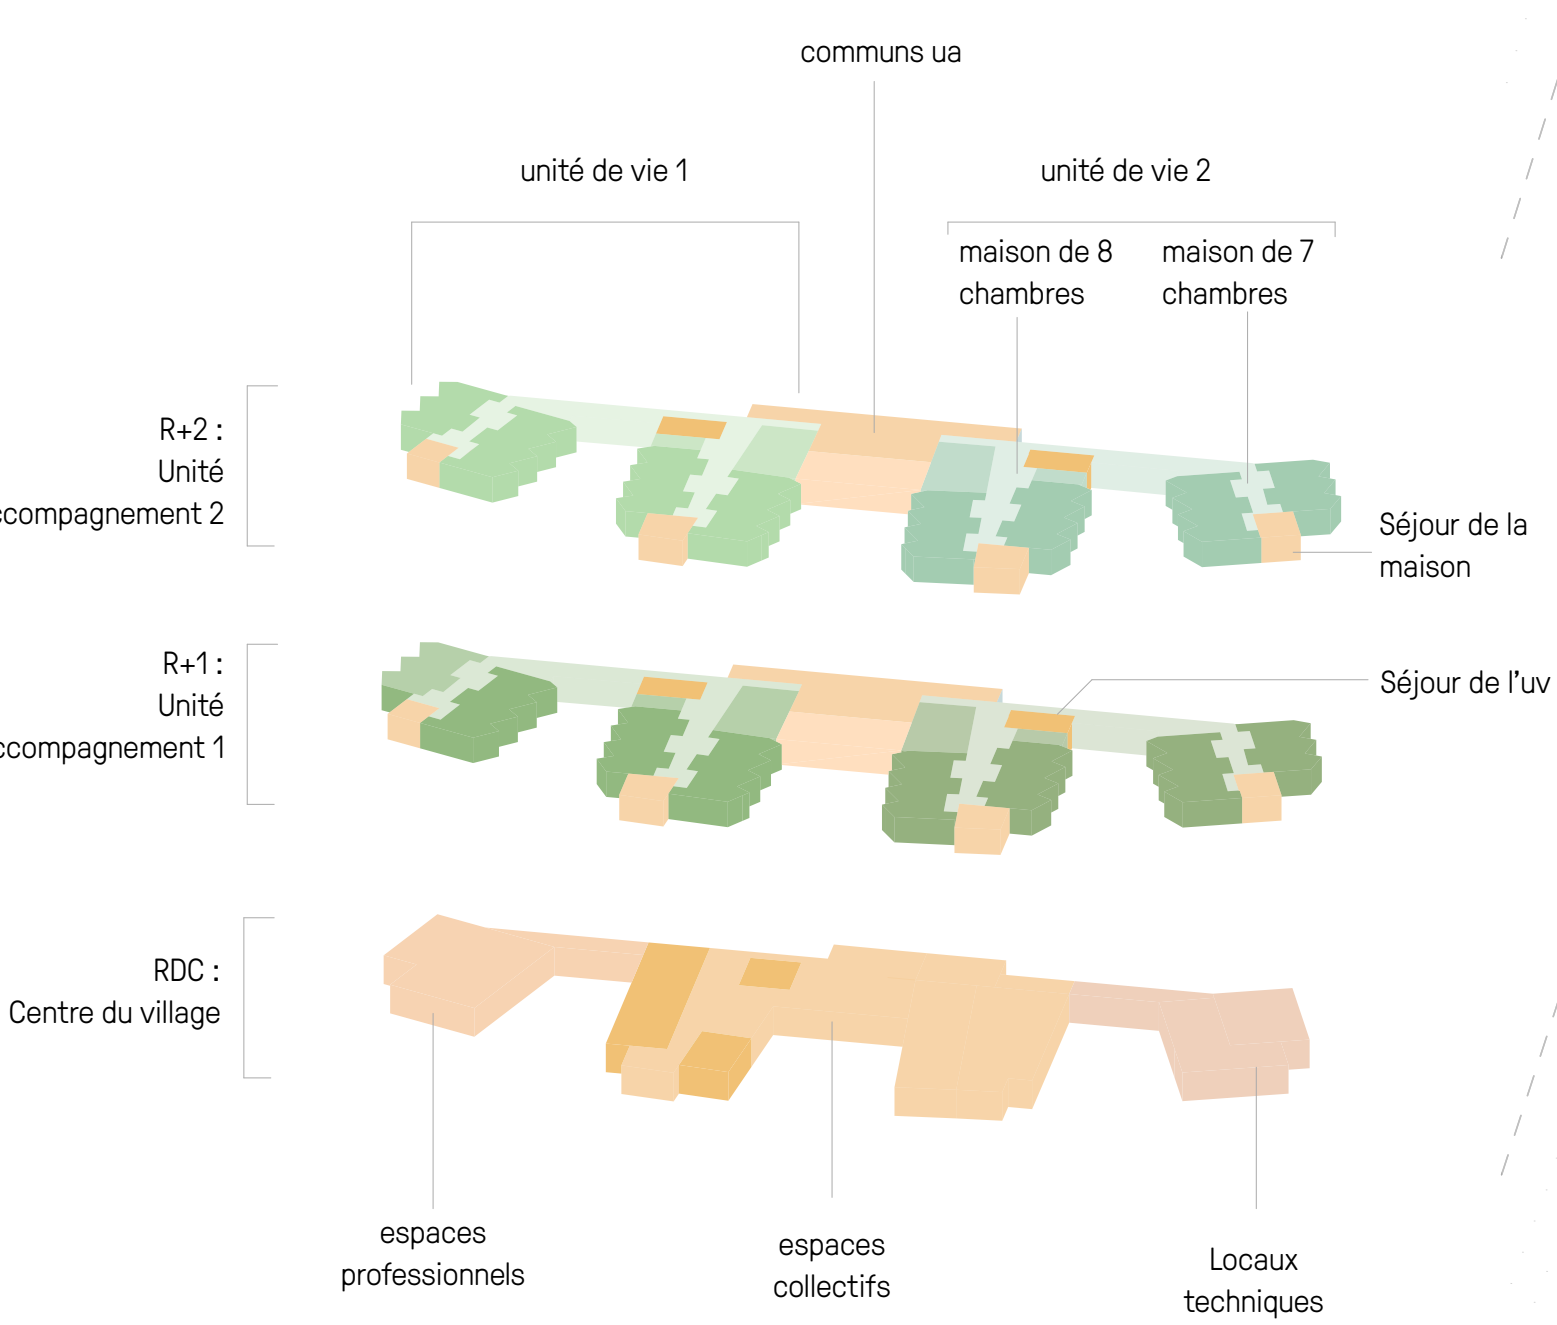 communs ua
unité de vie 1
unité de vie 2
maison de 8
chambres
maison de 7
chambres
R+2 :
Unité
ccompagnement 2
Séjour de la
maison
R+1 :
Unité
ccompagnement 1
Séjour de l'uv
RDC :
Centre du village
espaces
professionnels
espaces
collectifs
Locaux
techniques